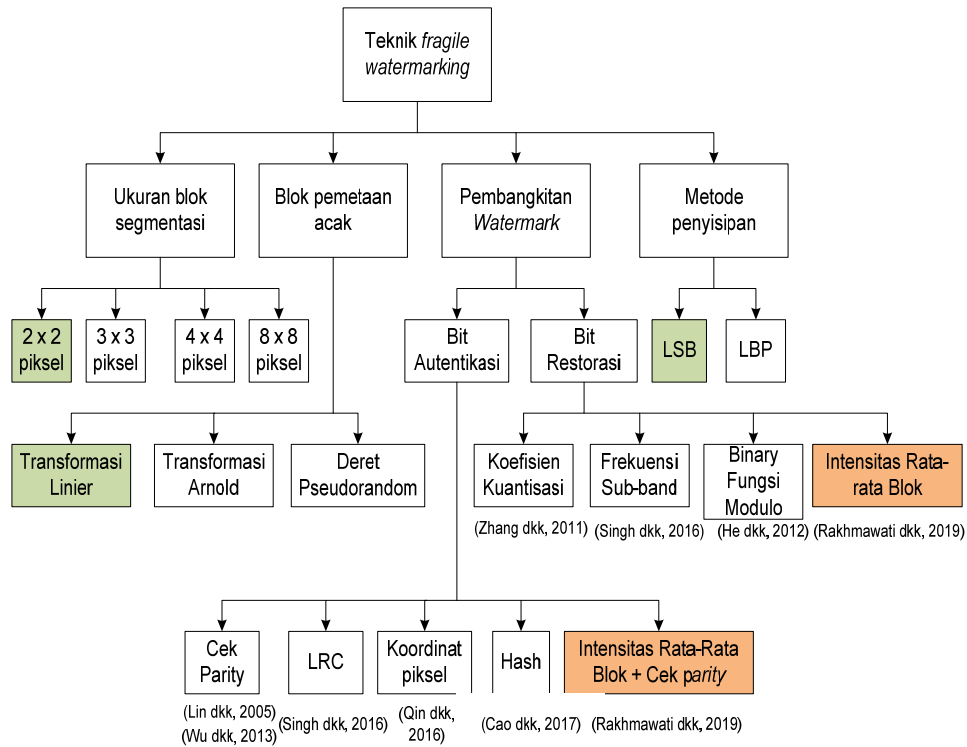 Teknik fragile
watermarking
Ukuran blok
segmentasi
Blok pemetaan
acak
Pembangkitan
Watermark
Metode
penyisipan
2 x 2
piksel
3 x 3
piksel
4 x 4
piksel
8 x 8
piksel
Bit
Autentikasi
Bit
Restorasi
LSB
LBP
Transformasi
Linier
Transformasi
Arnold
Deret
Pseudorandom
Koefisien
Kuantisasi
Frekuensi
Sub-band
Binary
Fungsi
Modulo
Intensitas Rata-
rata Blok
(Zhang dkk, 2011)
(Singh dkk, 2016)
(He dkk, 2012)
(Rakhmawati dkk, 2019)
Cek
Parity
LRC
Koordinat
piksel
Hash
Intensitas Rata-Rata
Blok + Cek parity
(Lin dkk, 2005)
(Wu dkk, 2013)
(Singh dkk, 2016)
(Qin dkk,
2016)
(Cao dkk, 2017)
(Rakhmawati dkk, 2019)